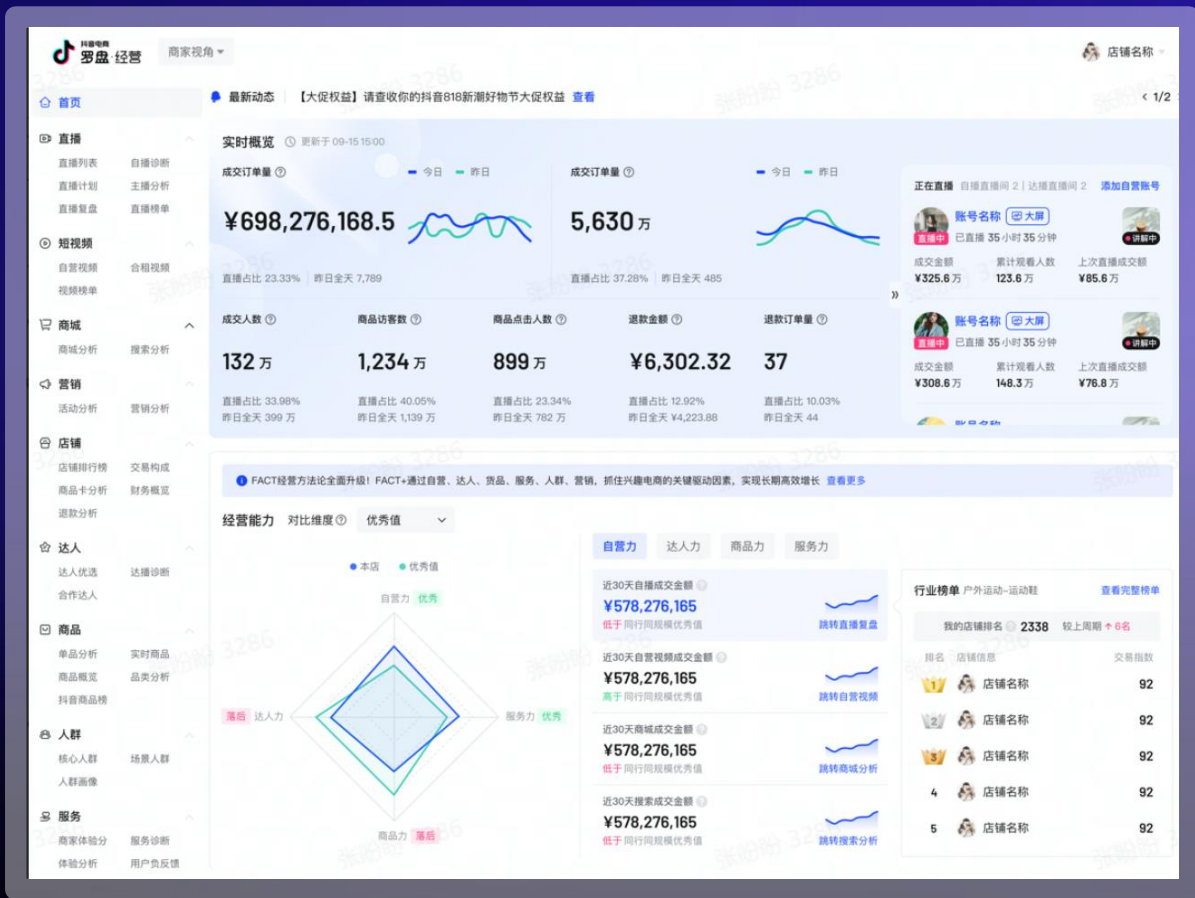 抖音电商
罗盘·经营
商家视角
店铺名称
首页
最新动态 【大促权益】请查收你的抖音818新潮好物节大促权益 查看
1/2
直播
直播列表 自播诊断
直播计划 主播分析
直播复盘 直播榜单
短视频
自营视频 合租视频
视频榜单
商城
商城分析 搜索分析
营销
活动分析 营销分析
店铺
店铺排行榜 交易构成
商品卡分析 财务概览
退款分析
达人
达人优选 达播诊断
合作达人
商品
单品分析 实时商品
商品概览 品类分析
抖音商品榜
人群
核心人群 场景人群
人群画像
服务
商家体验分 服务诊断
体验分析 用户负反馈
实时概览 更新于 09-15 15:00
成交订单量 今日 昨日
¥698,276,168.5
直播占比 23.33% 昨日全天 7,789
成交订单量 今日 昨日
5,630 万
直播占比 37.28% 昨日全天 485
成交人数
132 万
直播占比 33.98%
昨日全天 399 万
商品访客数
1,234 万
直播占比 40.05%
昨日全天 1,139 万
商品点击人数
899 万
直播占比 23.34%
昨日全天 782 万
退款金额
¥6,302.32
直播占比 12.92%
昨日全天 ¥4,223.88
退款订单量
37
直播占比 10.03%
昨日全天 44
正在直播 自播直播间 2 | 达播直播间 2 添加自营账号
账号名称 大屏
直播中 已直播 35 小时 35 分钟 讲解中
成交金额 累计观看人数 上次直播成交额
¥325.6 万 123.6 万 ¥85.6 万
账号名称 大屏
直播中 已直播 35 小时 35 分钟 讲解中
成交金额 累计观看人数 上次直播成交额
¥308.6 万 148.3 万 ¥76.8 万
FACT经营方法论全面升级！FACT+通过自营、达人、货品、服务、人群、营销，抓住兴趣电商的关键驱动因素，实现长期高效增长 查看更多
经营能力 对比维度 优秀值
本店 优秀值
自营力 优秀
落后 达人力
服务力 优秀
商品力 落后
自营力 达人力 商品力 服务力
近30天自播成交金额
¥578,276,165
低于 同行同规模优秀值 跳转直播复盘
近30天自营视频成交金额
¥578,276,165
高于 同行同规模优秀值 跳转自营视频
近30天商城成交金额
¥578,276,165
低于 同行同规模优秀值 跳转商城分析
近30天搜索成交金额
¥578,276,165
低于 同行同规模优秀值 跳转搜索分析
行业榜单 户外运动-运动鞋 查看完整榜单
我的店铺排名 2338 较上周期 ↑ 6名
排名 店铺信息 交易指数
1 店铺名称 92
2 店铺名称 92
3 店铺名称 92
4 店铺名称 92
5 店铺名称 92
张盼盼 3286